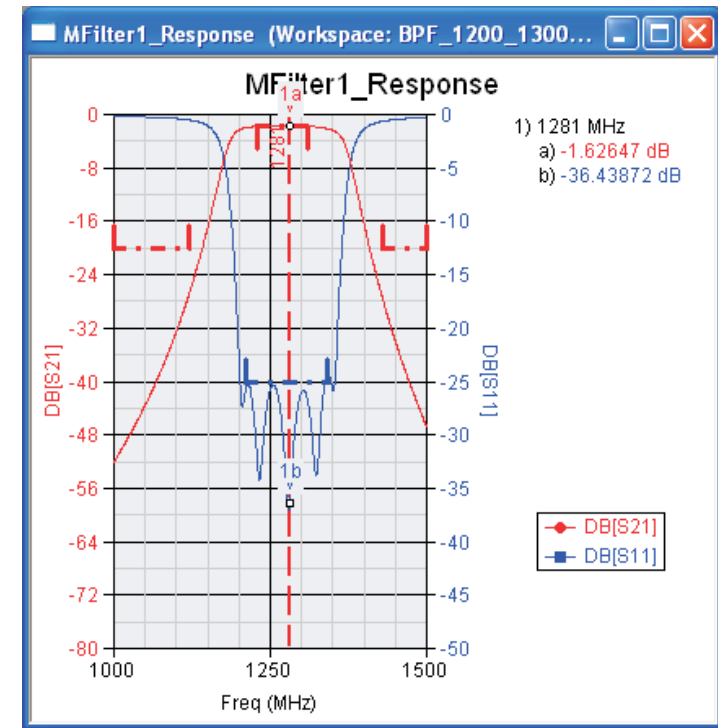 MFilter1_Response (Workspace: BPF_1200_1300...
MFilter1_Response
1a
1281
1) 1281 MHz
a) -1.62647 dB
b) -36.43872 dB
0
-8
-16
-24
-32
-40
-48
-56
-64
-72
-80
DB[S21]
0
-5
-10
-15
-20
-25
-30
-35
-40
-45
-50
DB[S11]
1b
1000
1250
1500
Freq (MHz)
DB[S21]
DB[S11]